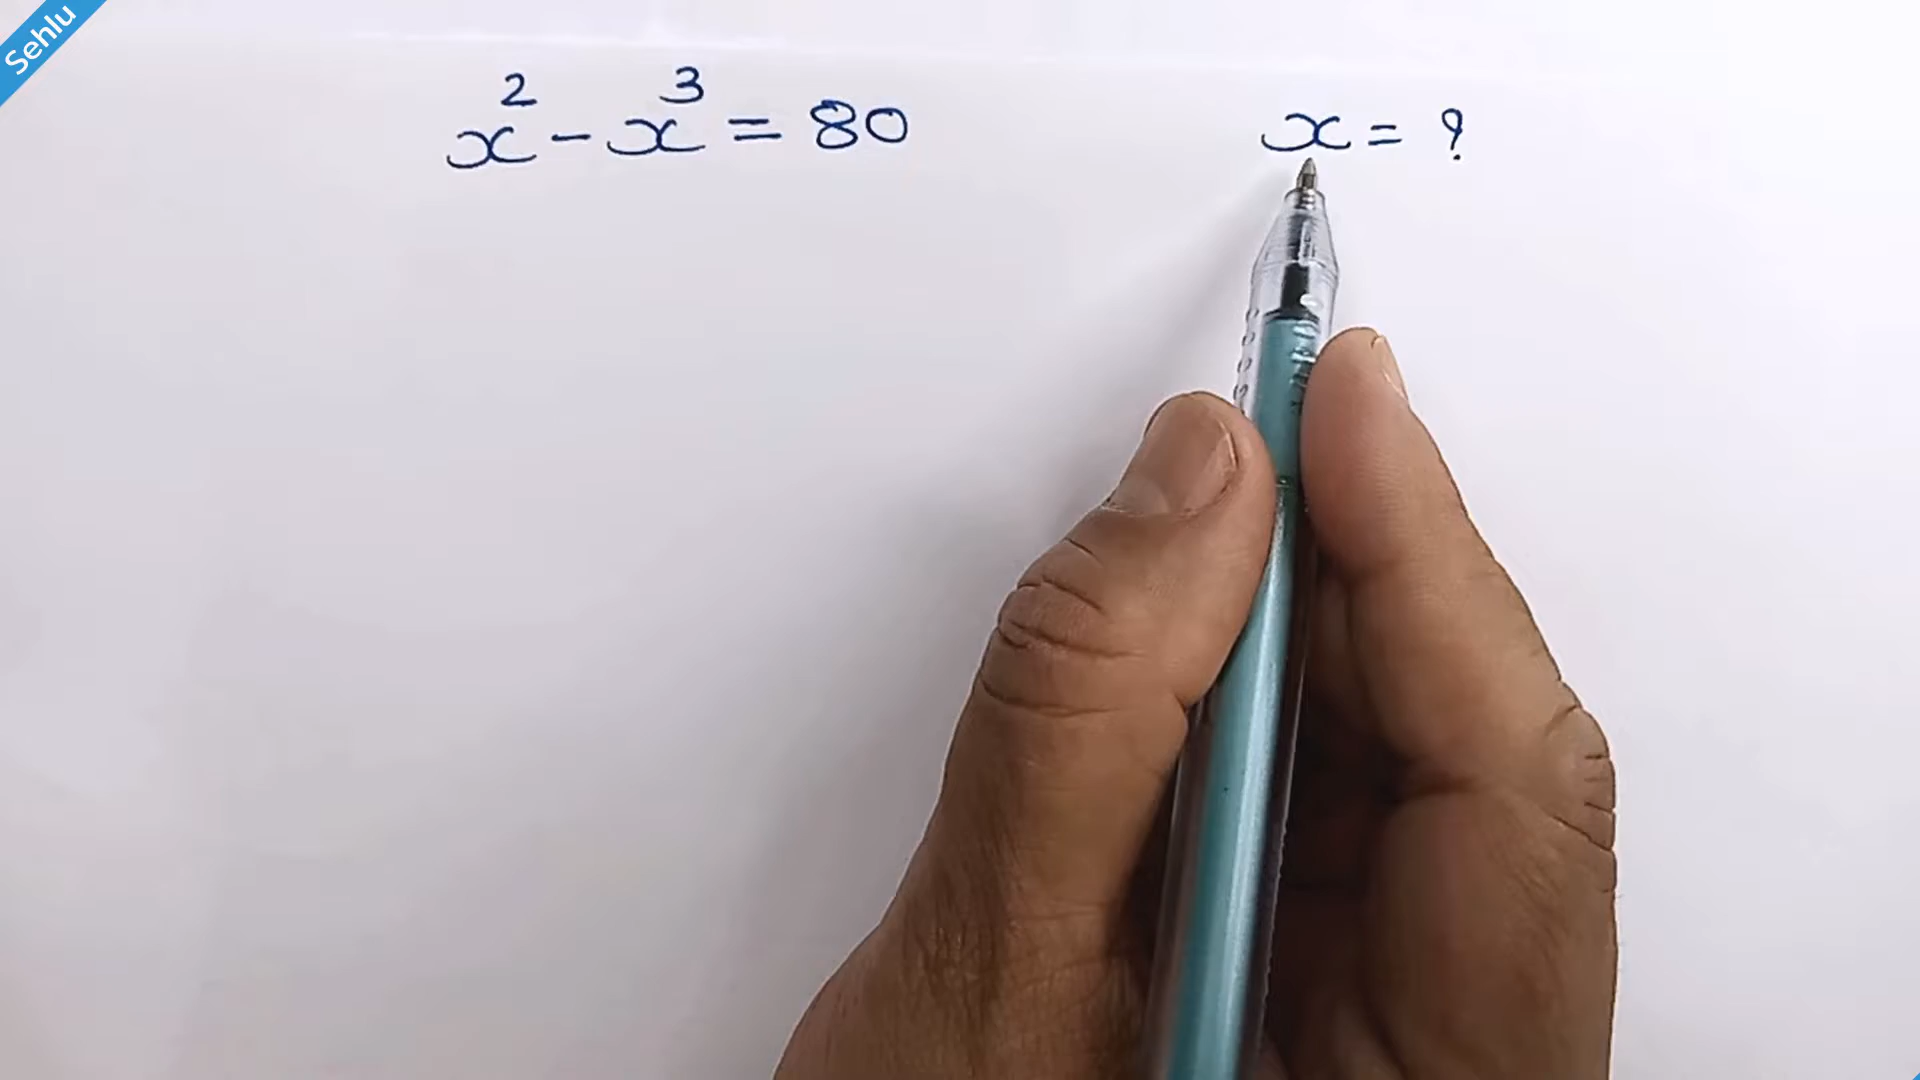 Sehlu
x² - x³ = 80
x = ?